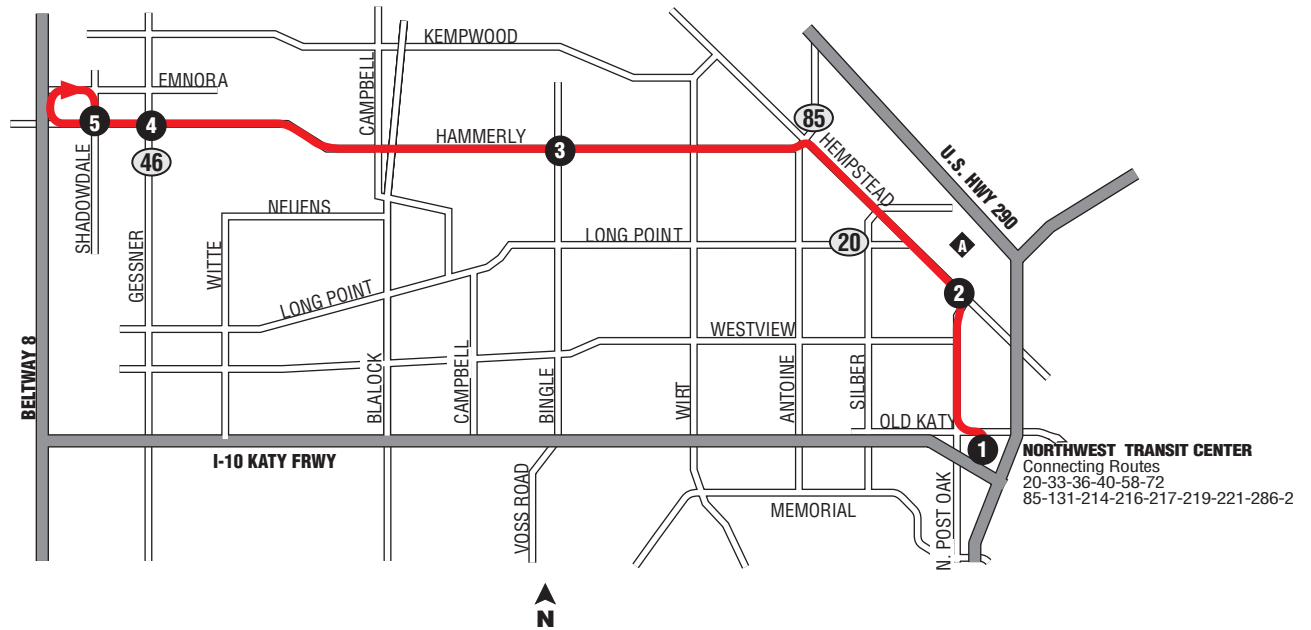 KEMPWOOD
EMNORA
CAMPBELL
85
5
4
HAMMERLY
3
46
HEMPSTEAD
U.S. HWY 290
SHADOWDALE
NEUENS
LONG POINT
20
A
GESSNER
WITTE
2
LONG POINT
WESTVIEW
BELTWAY 8
BLALOCK
CAMPBELL
BINGLE
WIRT
ANTOINE
SILBER
OLD KATY
1
I-10 KATY FRWY
NORTHWEST TRANSIT CENTER
Connecting Routes
20-33-36-40-58-72
85-131-214-216-217-219-221-286-2
VOSS ROAD
MEMORIAL
N. POST OAK
N